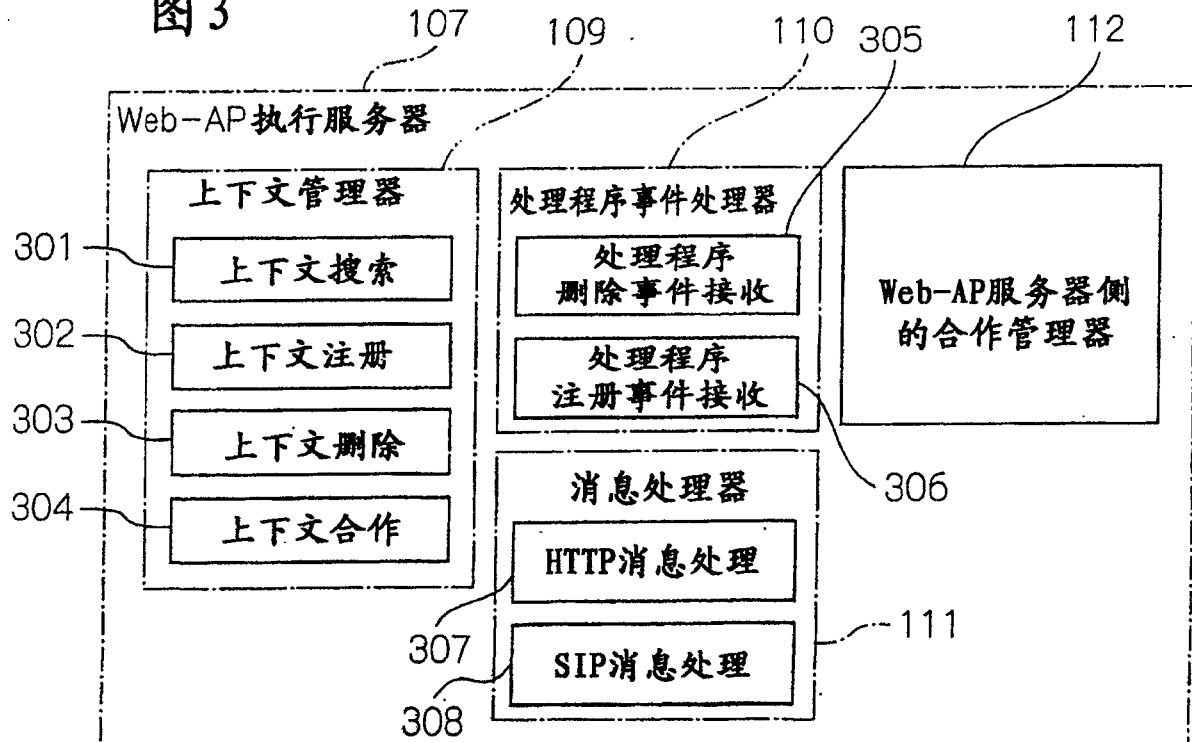 图3
107
109
110
305
112
Web-AP执行服务器
上下文管理器
301
上下文搜索
302
上下文注册
303
上下文删除
304
上下文合作
处理程序事件处理器
处理程序
删除事件接收
处理程序
注册事件接收
306
Web-AP服务器侧
的合作管理器
消息处理器
HTTP消息处理
307
SIP消息处理
308
111